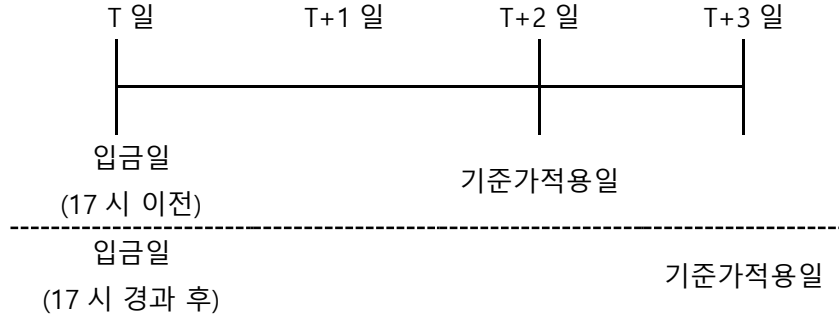 T 일 T+1 일 T+2 일 T+3 일
입금일
(17 시 이전)
기준가적용일
입금일
(17 시 경과 후)
기준가적용일